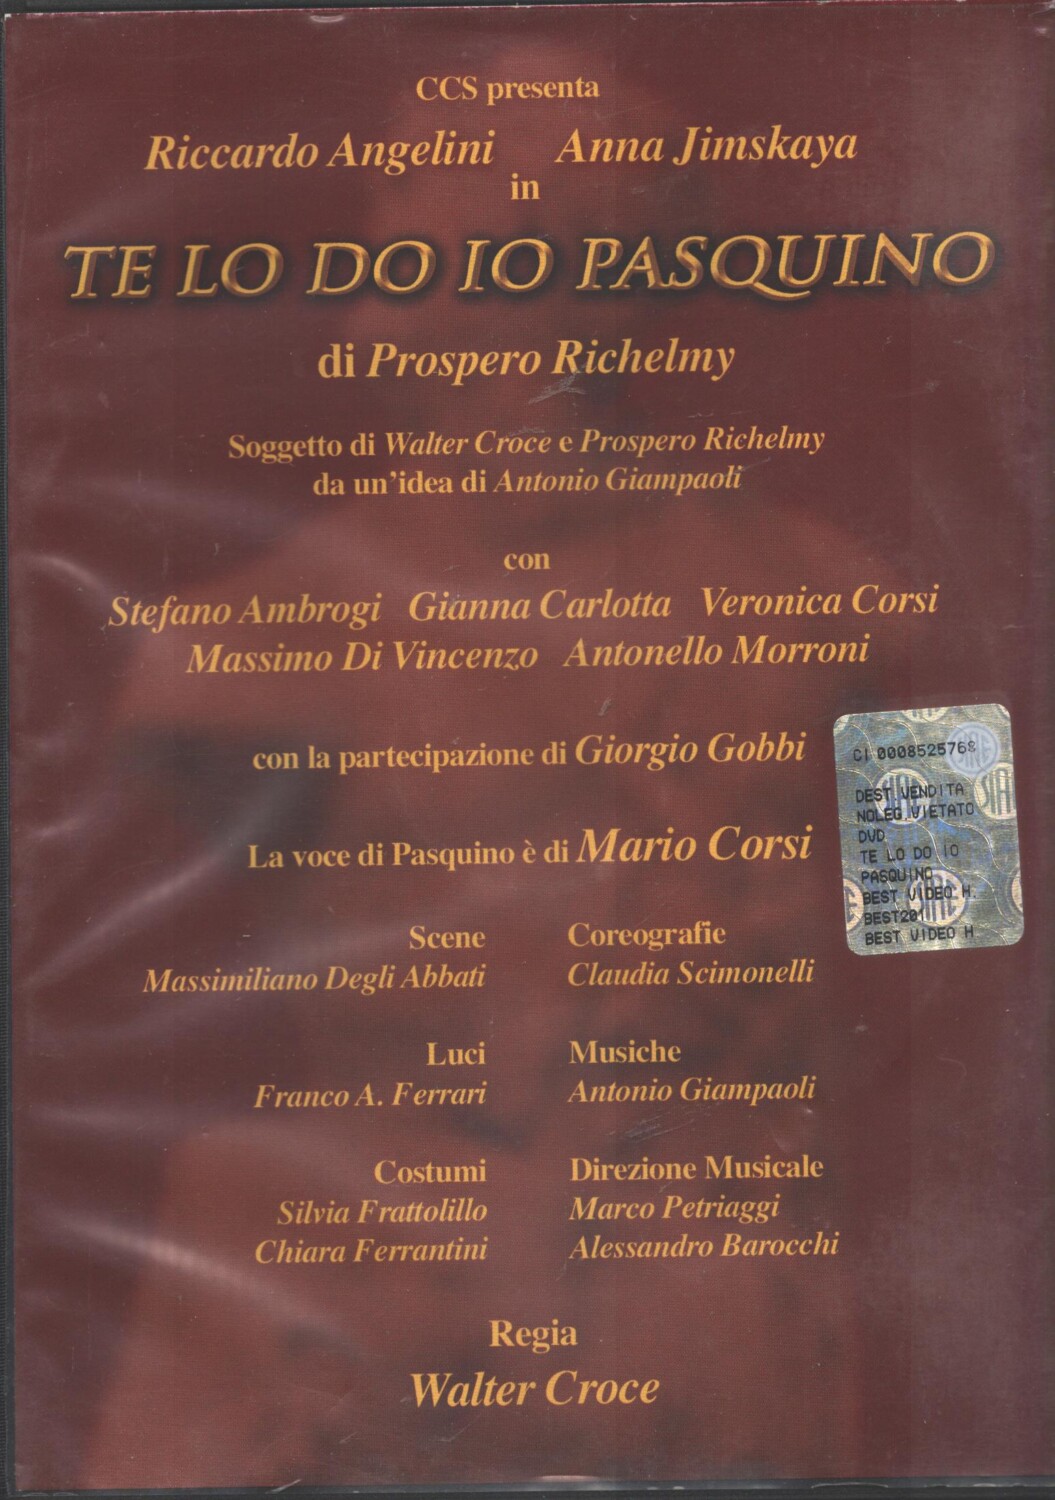 CCS presenta
Riccardo Angelini Anna Jimskaya
in
TE LO DO IO PASQUINO
di Prospero Richelmy
Soggetto di Walter Croce e Prospero Richelmy
da un'idea di Antonio Giampaoli
con
Stefano Ambrogi Gianna Carlotta Veronica Corsi
Massimo Di Vincenzo Antonello Morroni
con la partecipazione di Giorgio Gobbi
La voce di Pasquino è di Mario Corsi
CI 0008525768
DEST VENDITA
NOLEG.VIETATO
DVD
TE LO DO IO
PASQUINO
BEST VIDEO H.
BEST201
BEST VIDEO H
SIAE
Scene
Massimiliano Degli Abbati
Coreografie
Claudia Scimonelli
Luci
Franco A. Ferrari
Musiche
Antonio Giampaoli
Costumi
Silvia Frattolillo
Chiara Ferrantini
Direzione Musicale
Marco Petriaggi
Alessandro Barocchi
Regia
Walter Croce